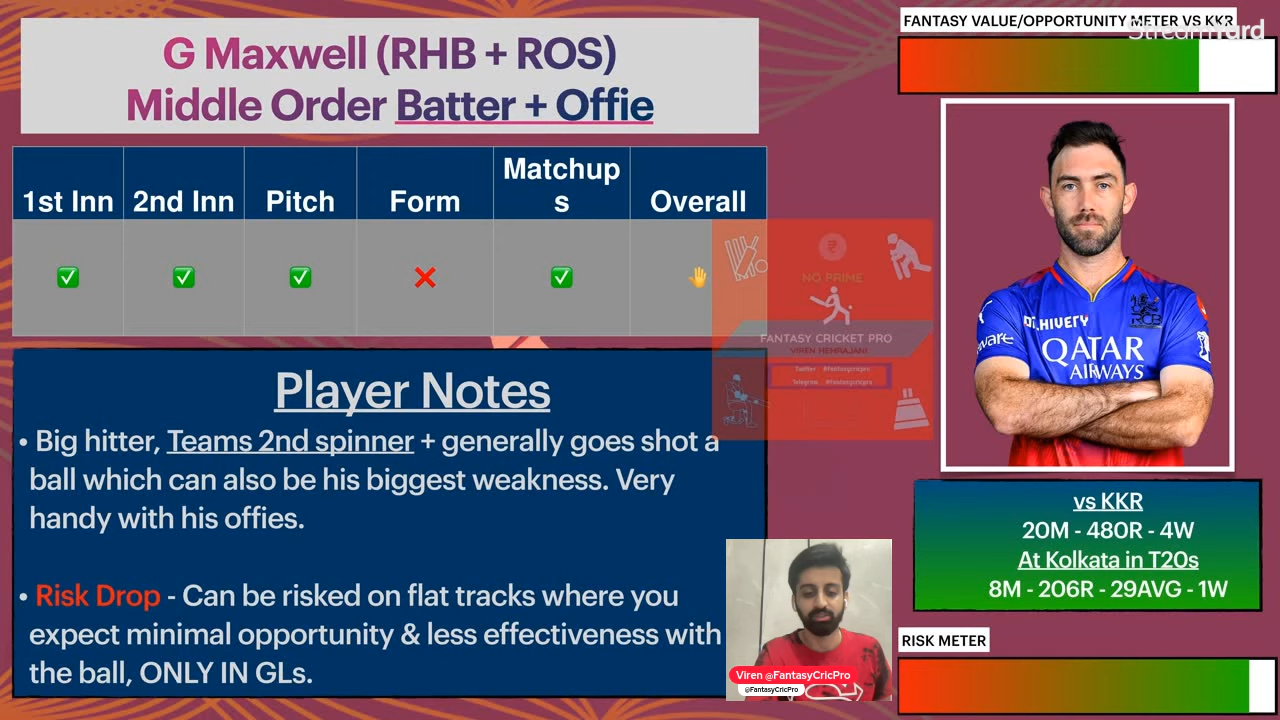 G Maxwell (RHB + ROS)
Middle Order Batter + Offie
FANTASY VALUE/OPPORTUNITY METER VS KKR
1st Inn
2nd Inn
Pitch
Form
Matchup
s
Overall
NO PRIME
FANTASY CRICKET PRO
VIREN HEMRAJANI
Twitter - @fantasycricpro
Telegram - @fantasycricpro
Player Notes
• Big hitter, Teams 2nd spinner + generally goes shot a
ball which can also be his biggest weakness. Very
handy with his offies.
• Risk Drop - Can be risked on flat tracks where you
expect minimal opportunity & less effectiveness with
the ball, ONLY IN GLs.
QATAR
AIRWAYS
vs KKR
20M - 480R - 4W
At Kolkata in T20s
8M - 206R - 29AVG - 1W
RISK METER
Viren @FantasyCricPro
@FantasyCricPro